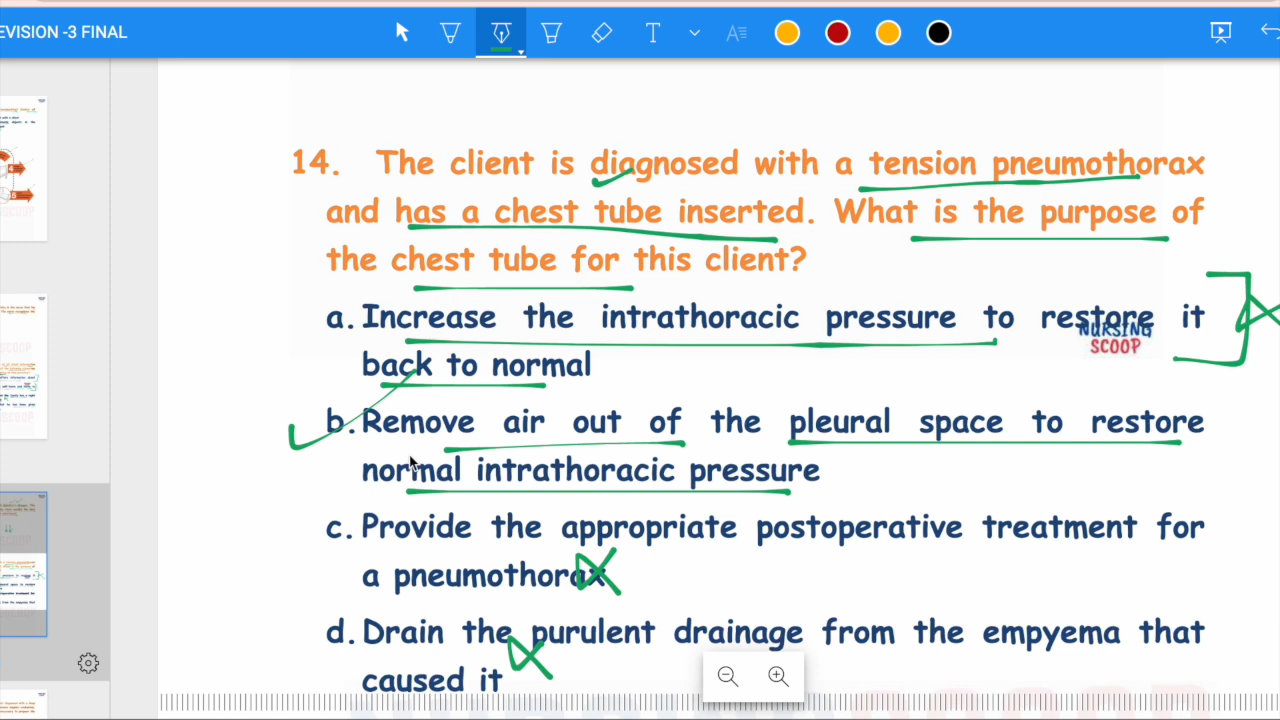 EVISION -3 FINAL
14. The client is diagnosed with a tension pneumothorax
and has a chest tube inserted. What is the purpose of
the chest tube for this client?
a. Increase the intrathoracic pressure to restore it
back to normal
NURSING
SCOOP
b. Remove air out of the pleural space to restore
normal intrathoracic pressure
c. Provide the appropriate postoperative treatment for
a pneumothorax
d. Drain the purulent drainage from the empyema that
caused it